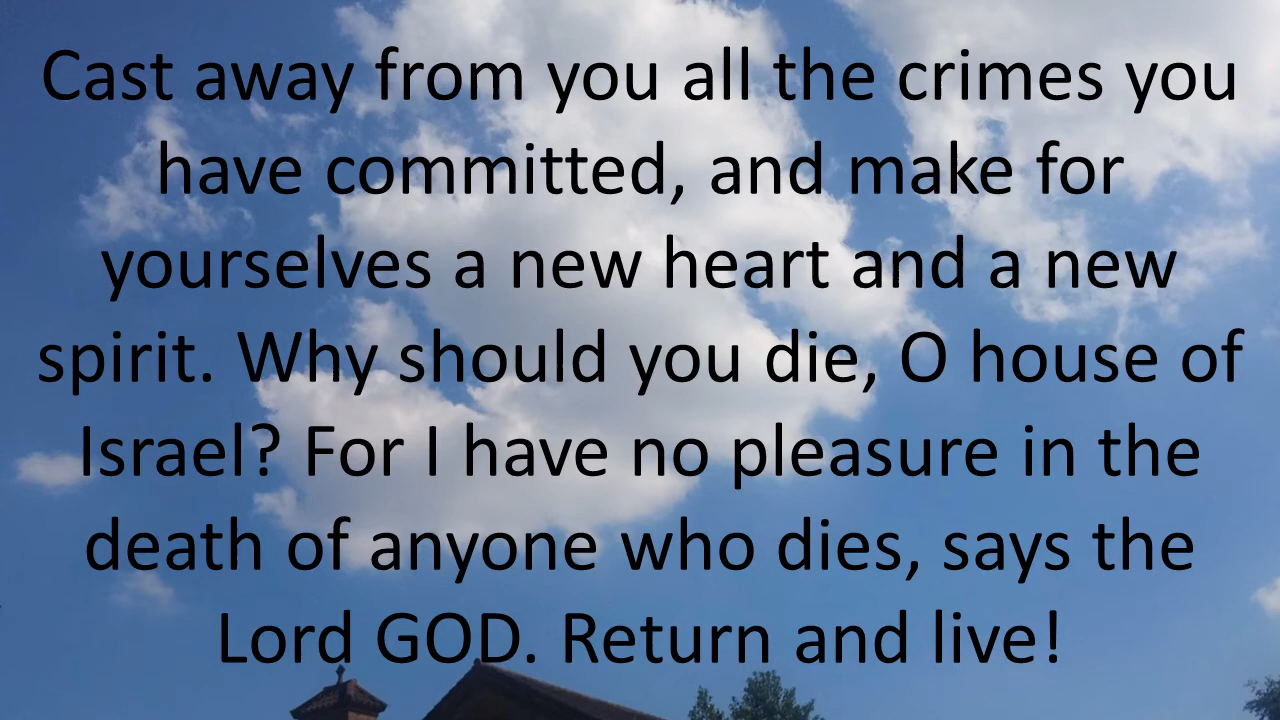 Cast away from you all the crimes you
have committed, and make for
yourselves a new heart and a new
spirit. Why should you die, O house of
Israel? For I have no pleasure in the
death of anyone who dies, says the
Lord GOD. Return and live!